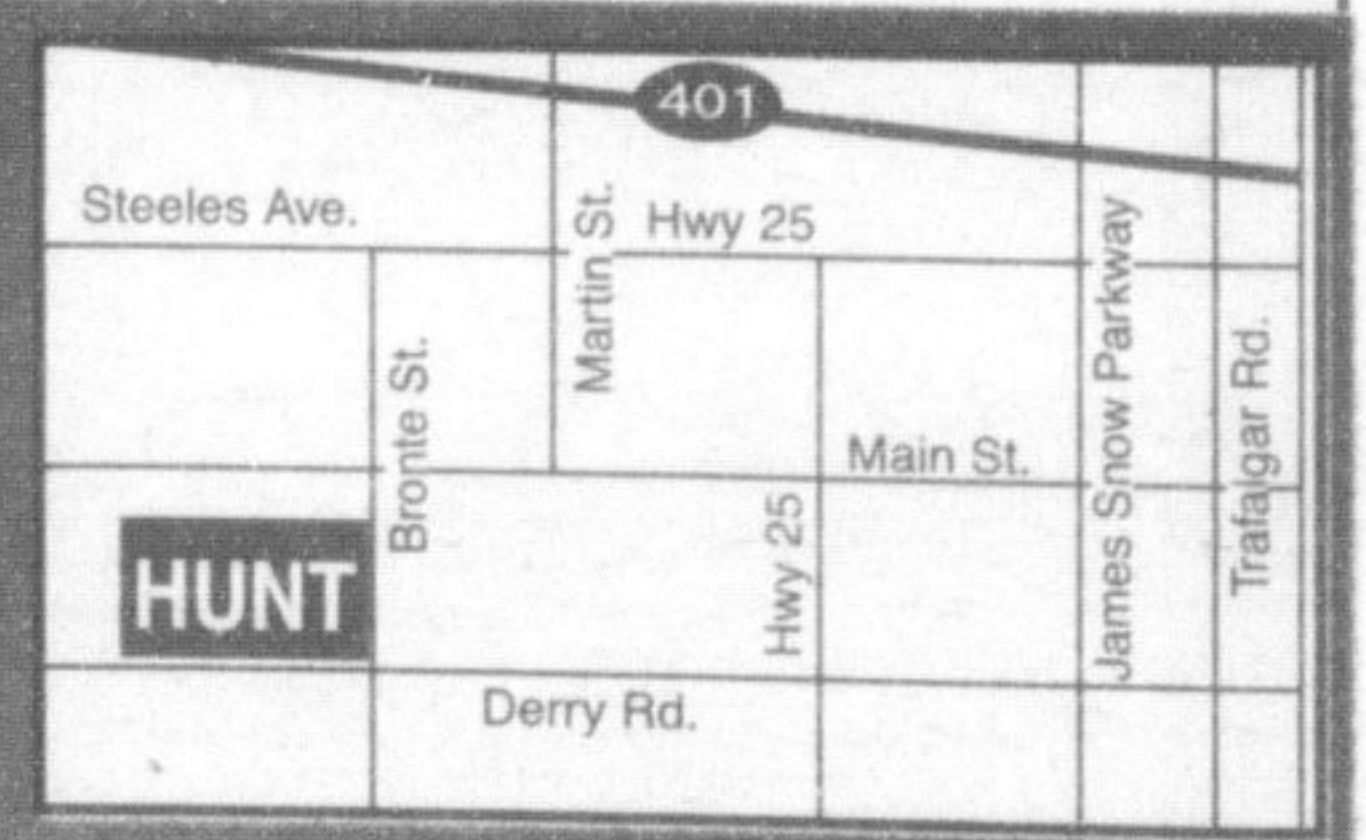 401
Steeles Ave.
Martin St.
Hwy 25
James Snow Parkway
Trafalgar Rd.
Bronte St.
Main St.
Hwy 25
HUNT
Derry Rd.